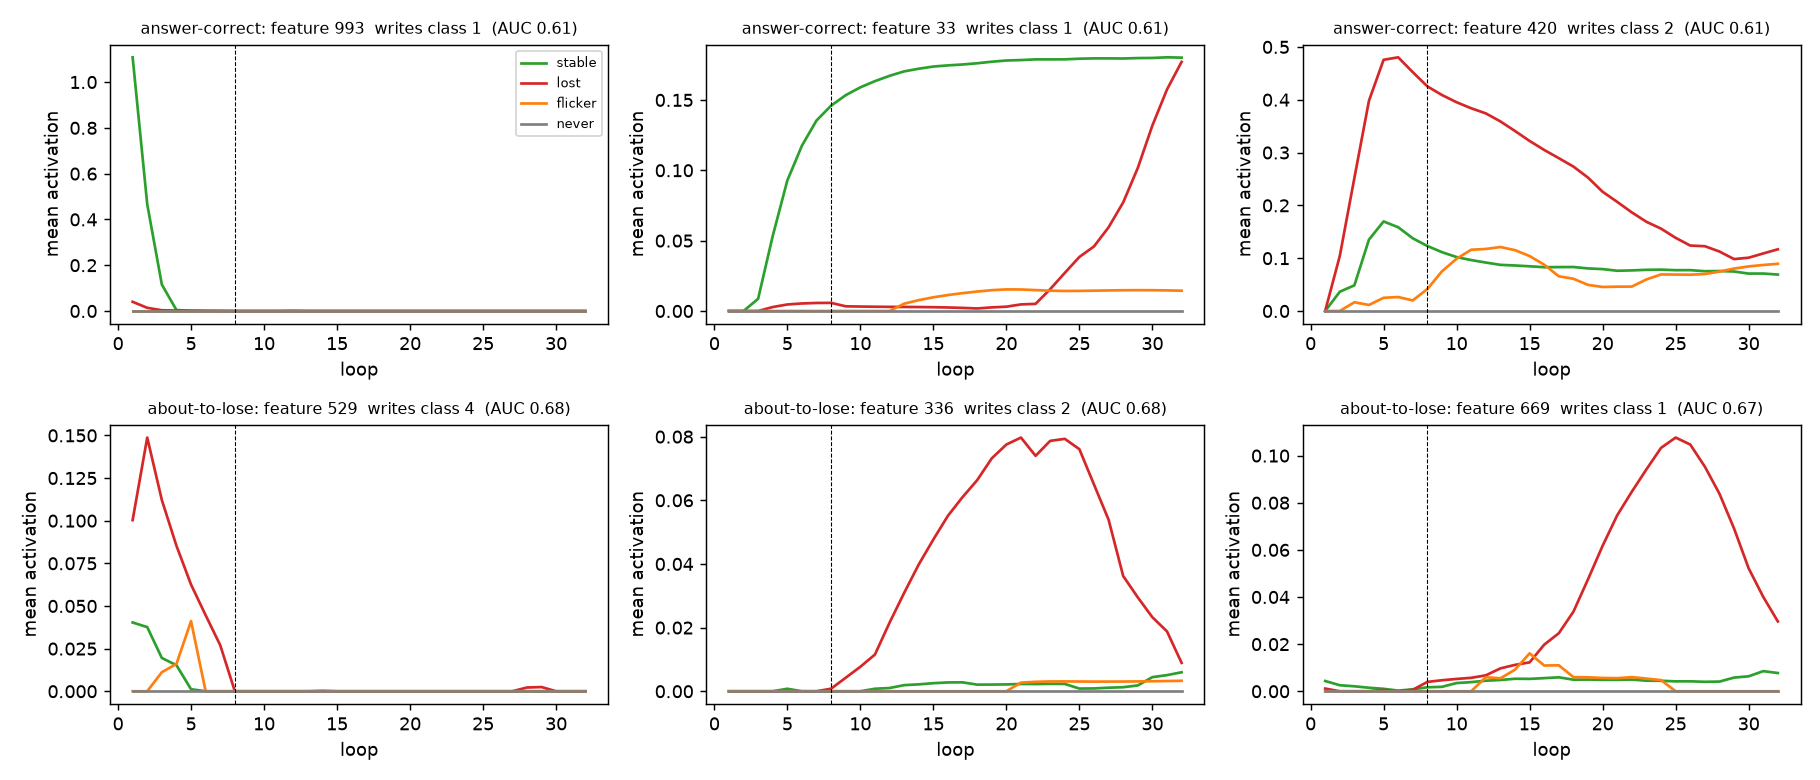 answer-correct: feature 993 writes class 1 (AUC 0.61)
mean activation
1.0
0.8
0.6
0.4
0.2
0.0
stable
lost
flicker
never
0 5 10 15 20 25 30
loop
answer-correct: feature 33 writes class 1 (AUC 0.61)
mean activation
0.15
0.10
0.05
0.00
0 5 10 15 20 25 30
loop
answer-correct: feature 420 writes class 2 (AUC 0.61)
mean activation
0.5
0.4
0.3
0.2
0.1
0.0
0 5 10 15 20 25 30
loop
about-to-lose: feature 529 writes class 4 (AUC 0.68)
mean activation
0.150
0.125
0.100
0.075
0.050
0.025
0.000
0 5 10 15 20 25 30
loop
about-to-lose: feature 336 writes class 2 (AUC 0.68)
mean activation
0.08
0.06
0.04
0.02
0.00
0 5 10 15 20 25 30
loop
about-to-lose: feature 669 writes class 1 (AUC 0.67)
mean activation
0.10
0.08
0.06
0.04
0.02
0.00
0 5 10 15 20 25 30
loop